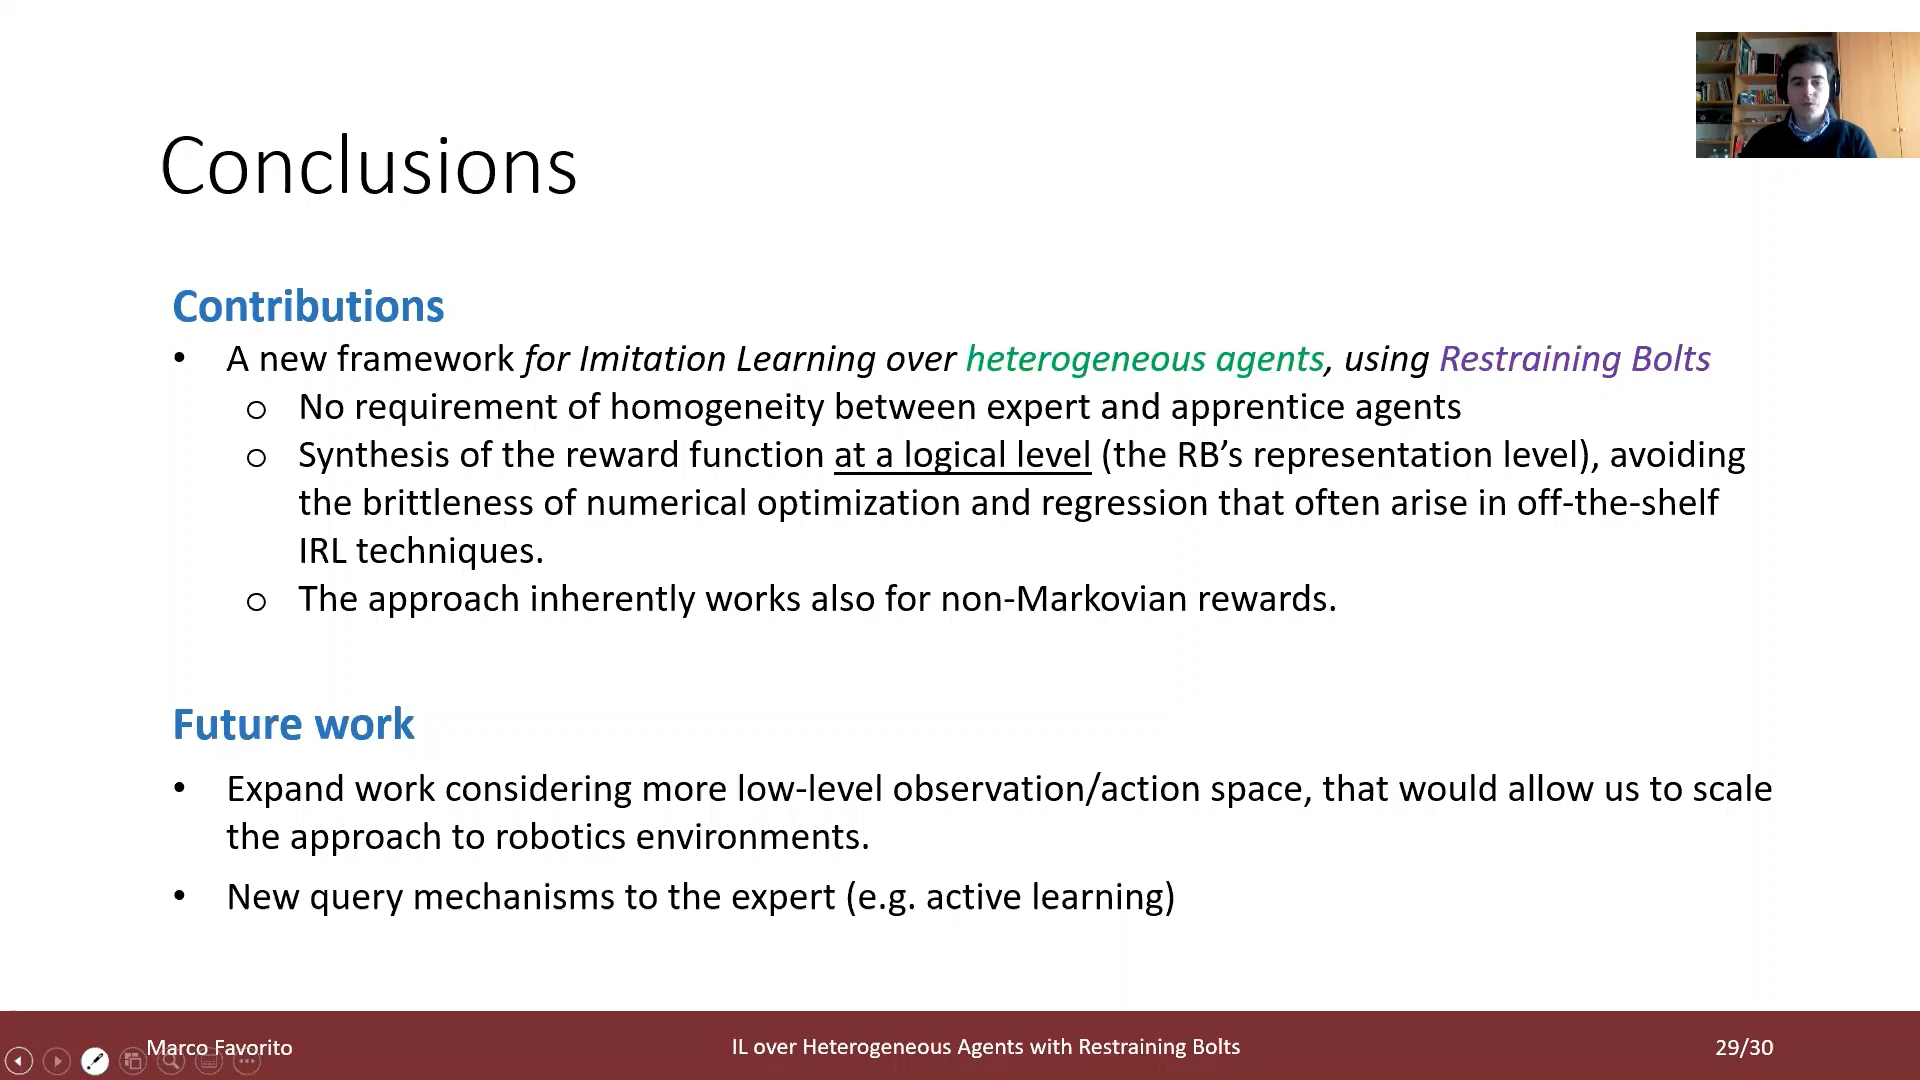 Conclusions
Contributions
• A new framework for Imitation Learning over heterogeneous agents, using Restraining Bolts
o No requirement of homogeneity between expert and apprentice agents
o Synthesis of the reward function at a logical level (the RB’s representation level), avoiding
the brittleness of numerical optimization and regression that often arise in off-the-shelf
IRL techniques.
o The approach inherently works also for non-Markovian rewards.
Future work
• Expand work considering more low-level observation/action space, that would allow us to scale
the approach to robotics environments.
• New query mechanisms to the expert (e.g. active learning)
Marco Favorito
IL over Heterogeneous Agents with Restraining Bolts
29/30